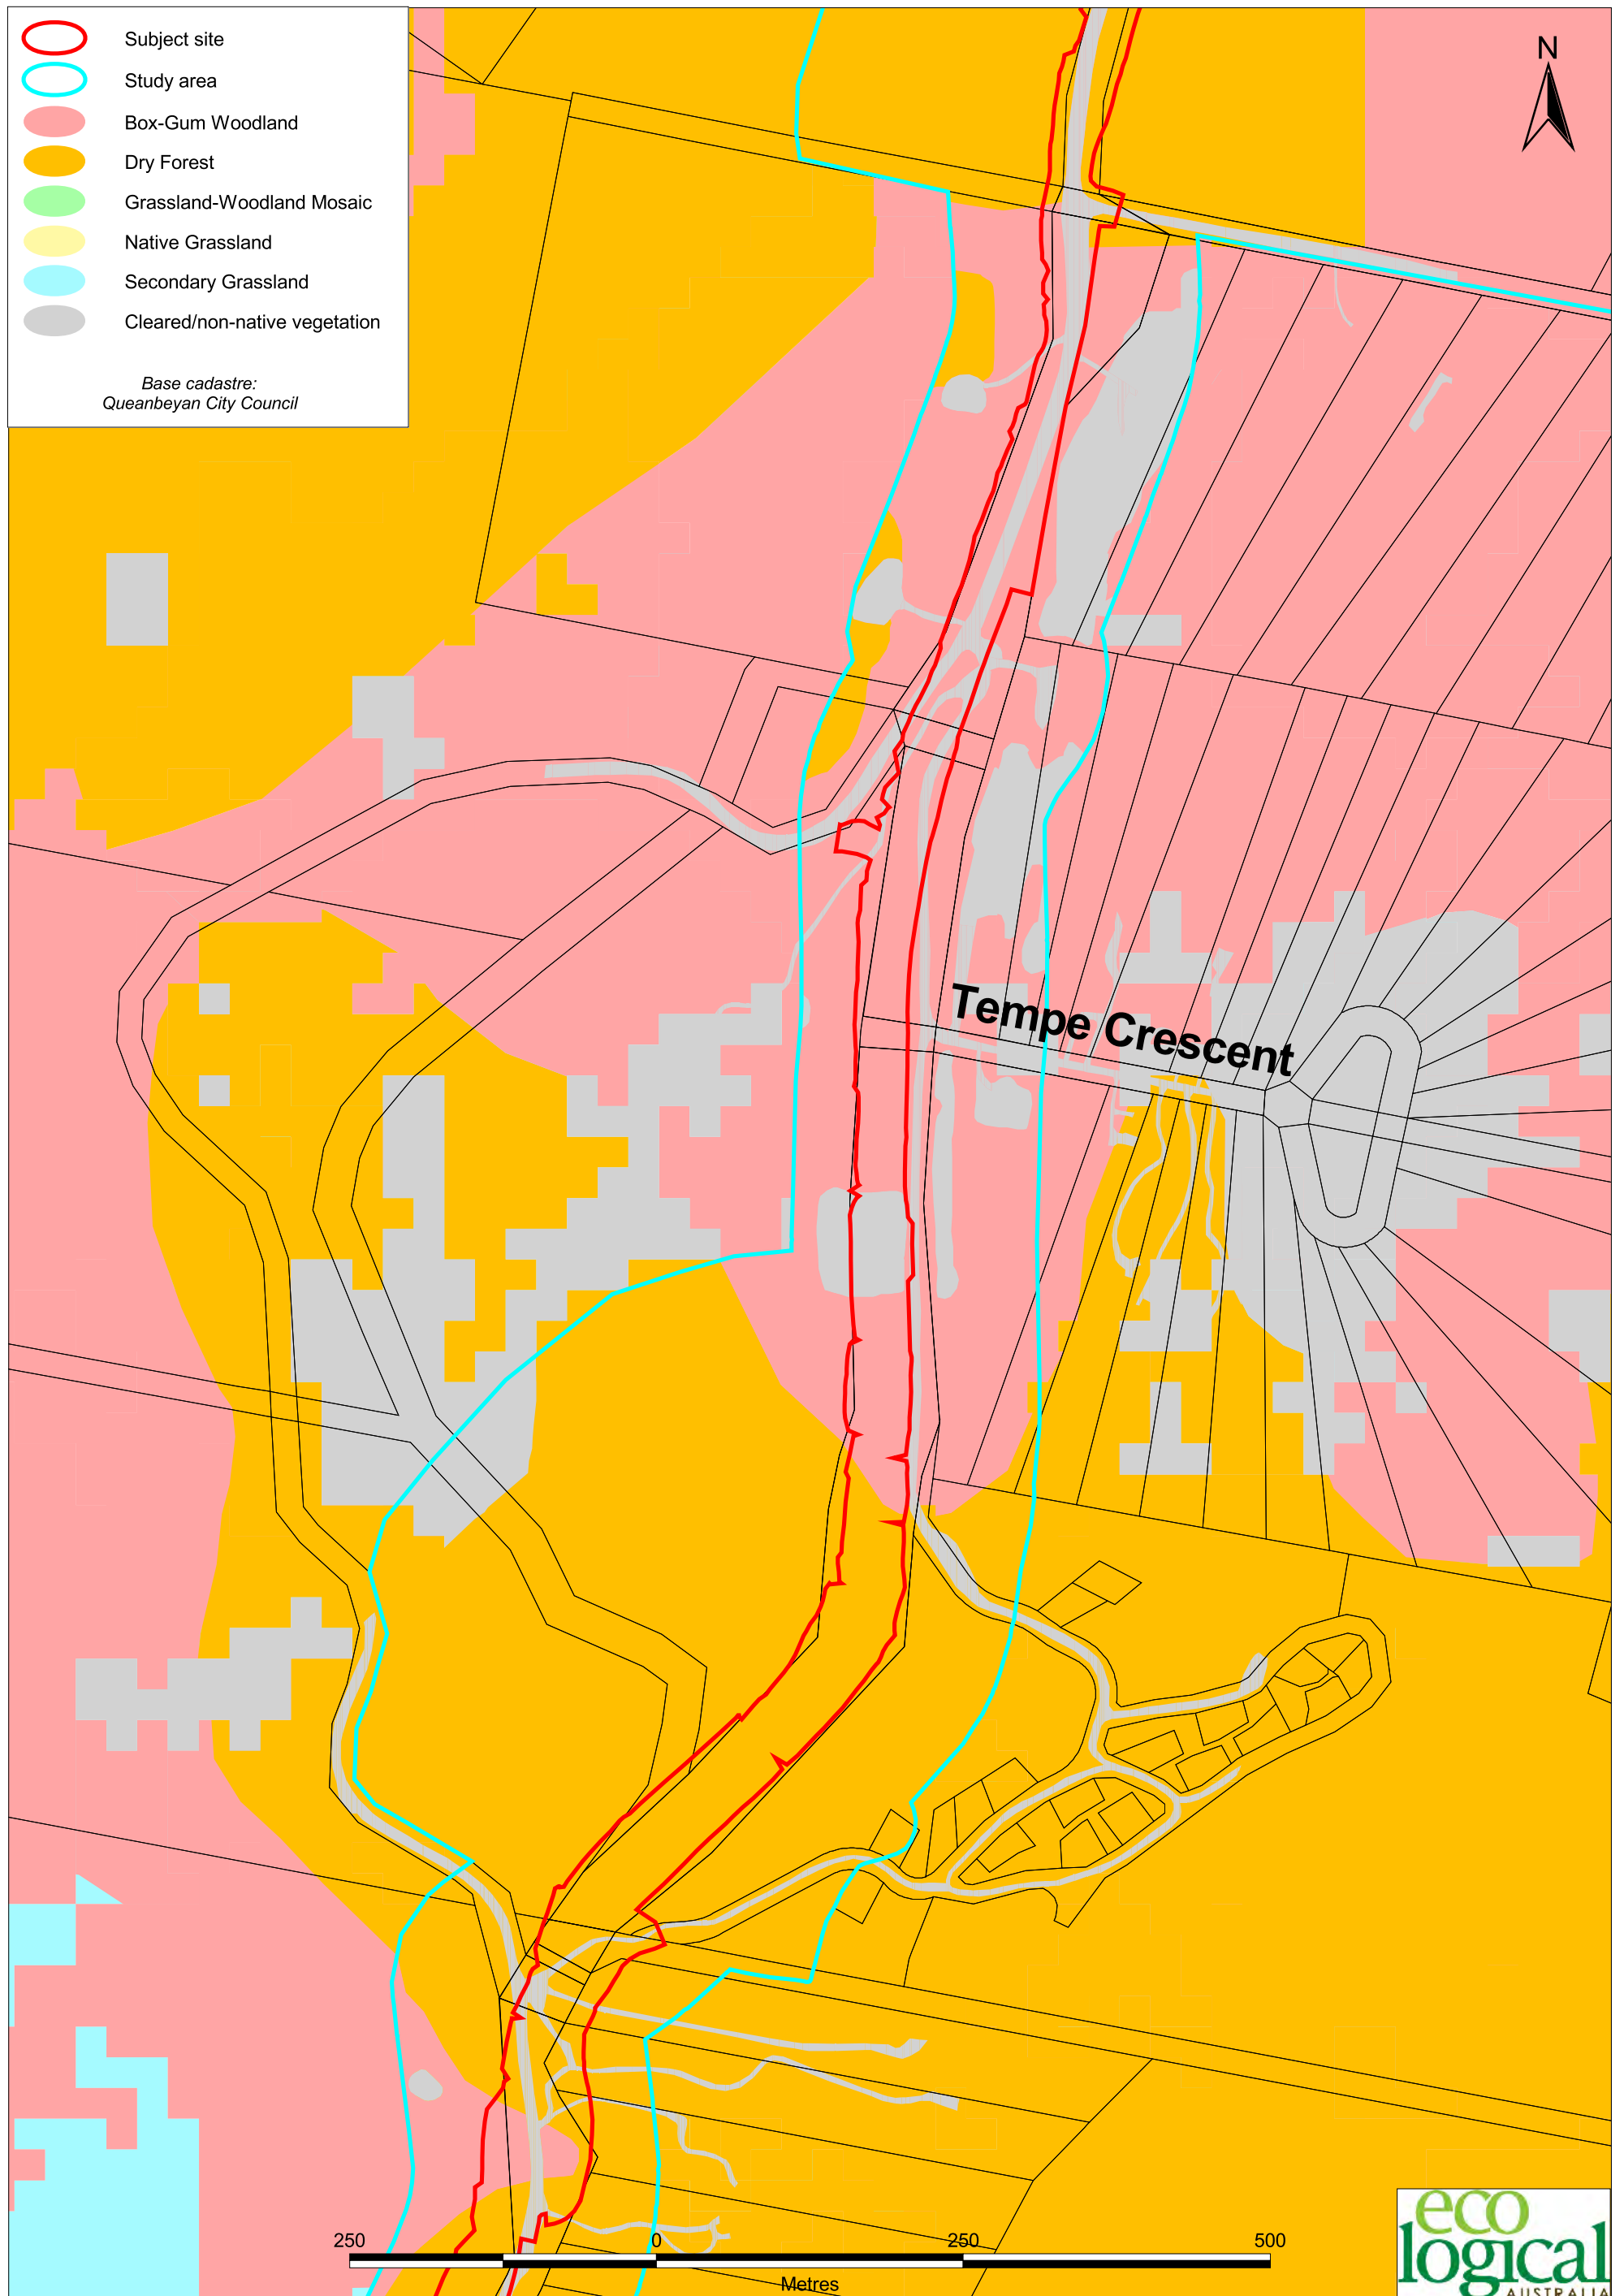 Subject site
Study area
Box-Gum Woodland
Dry Forest
Grassland-Woodland Mosaic
Native Grassland
Secondary Grassland
Cleared/non-native vegetation
Base cadastre:
Queanbeyan City Council
N
Tempe Crescent
250 0 250 500
Metres
eco
logical
AUSTRALIA